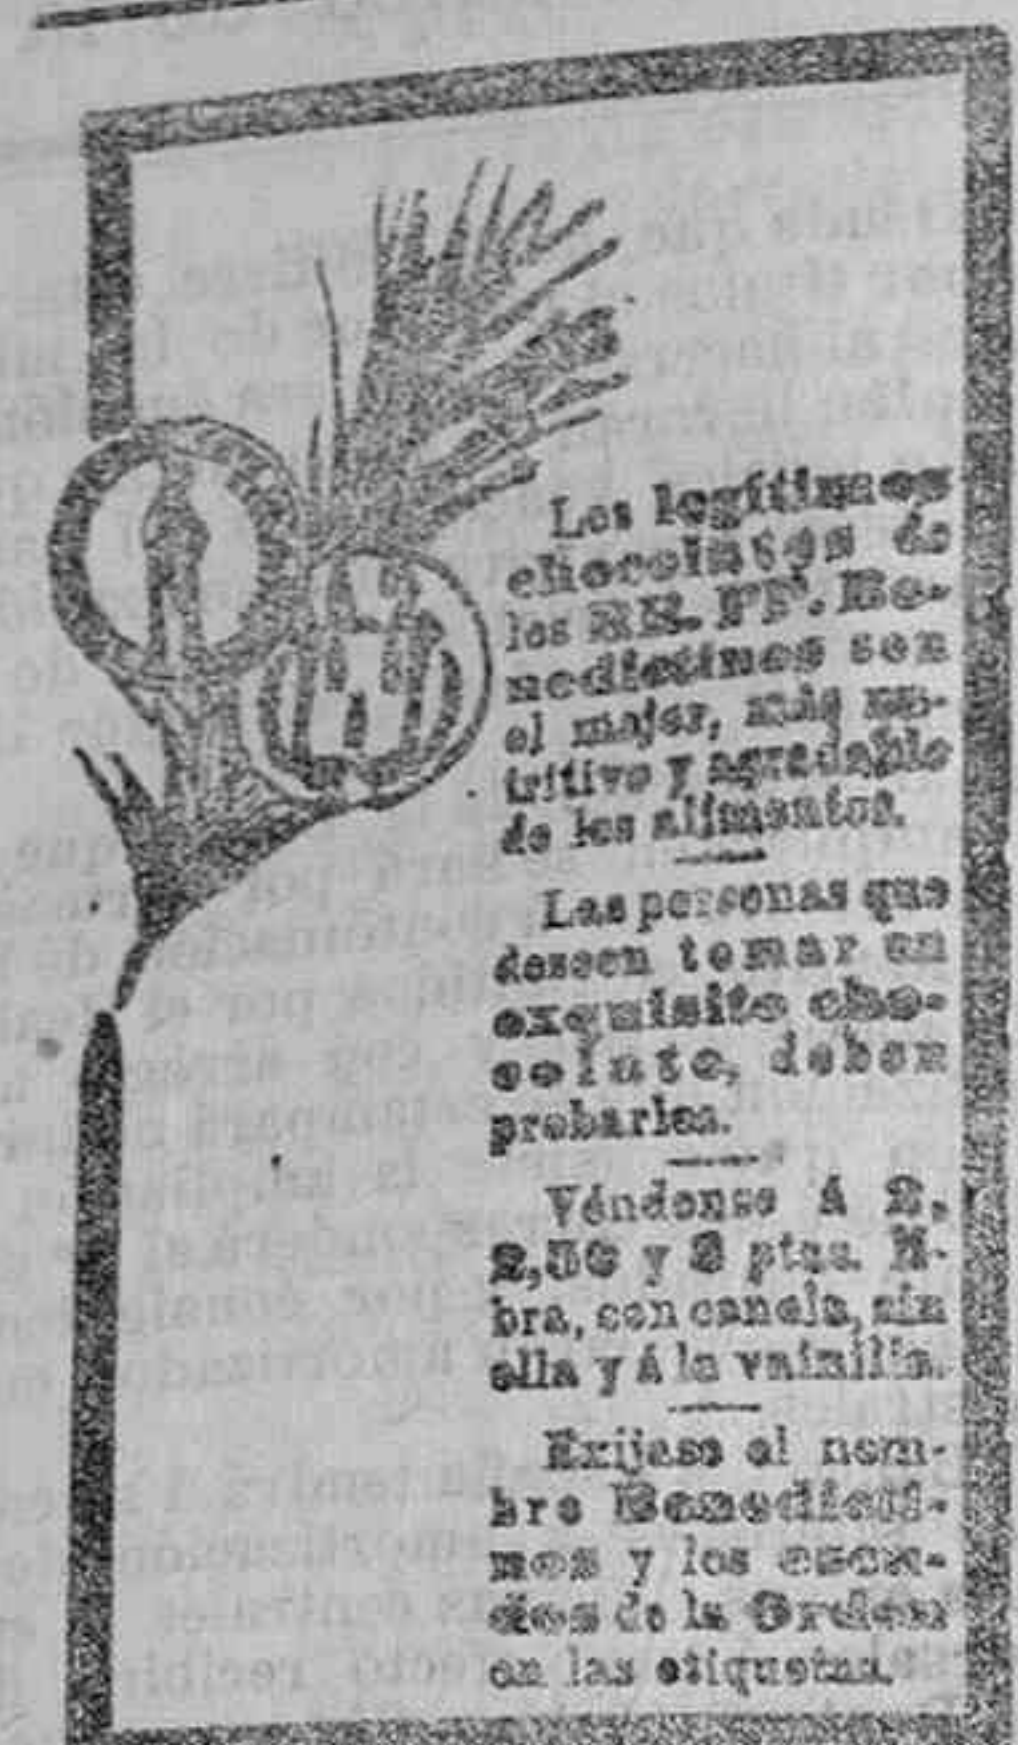 Los legítimos
chocolates de
los RR. PP. Be-
nedictinos son
el mejor, más nu-
tritivo y agradable
de los alimentos.
Las personas que
deseen tomar un
exquisito cho-
colate, deben
probarlos.
Véndense á 2,
2,50 y 3 ptas. li-
bra, con canela, sin
ella y á la vainilla.
Exíjase el nom-
bre Benedicti-
nos y los escu-
dos de la Orden
en las etiquetas.